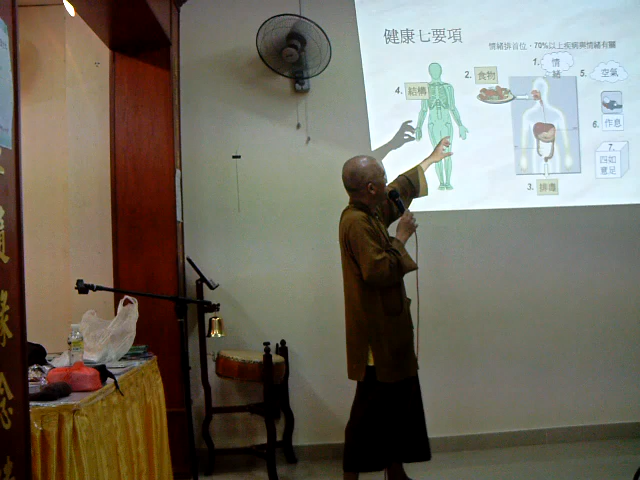 健康七要項
情緒排首位，70%以上疾病與情緒有關
1.
情
緒
2.
食物
5.
空氣
4.
結構
6.
作息
7.
四如
意足
3.
排毒
緣